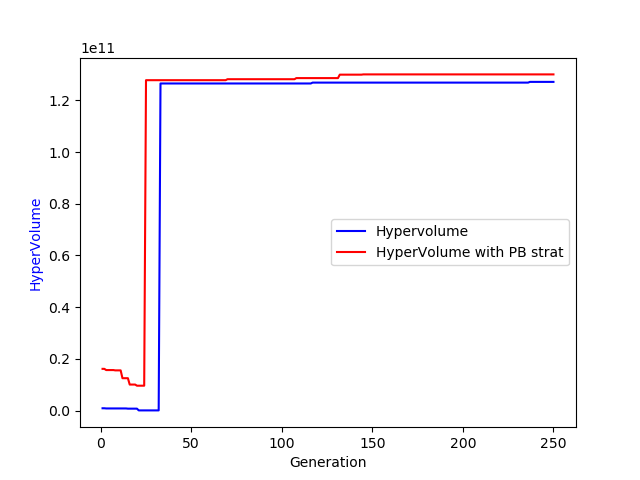 1e11
1.2
1.0
0.8
0.6
0.4
0.2
0.0
HyperVolume
Hypervolume
HyperVolume with PB strat
0 50 100 150 200 250
Generation